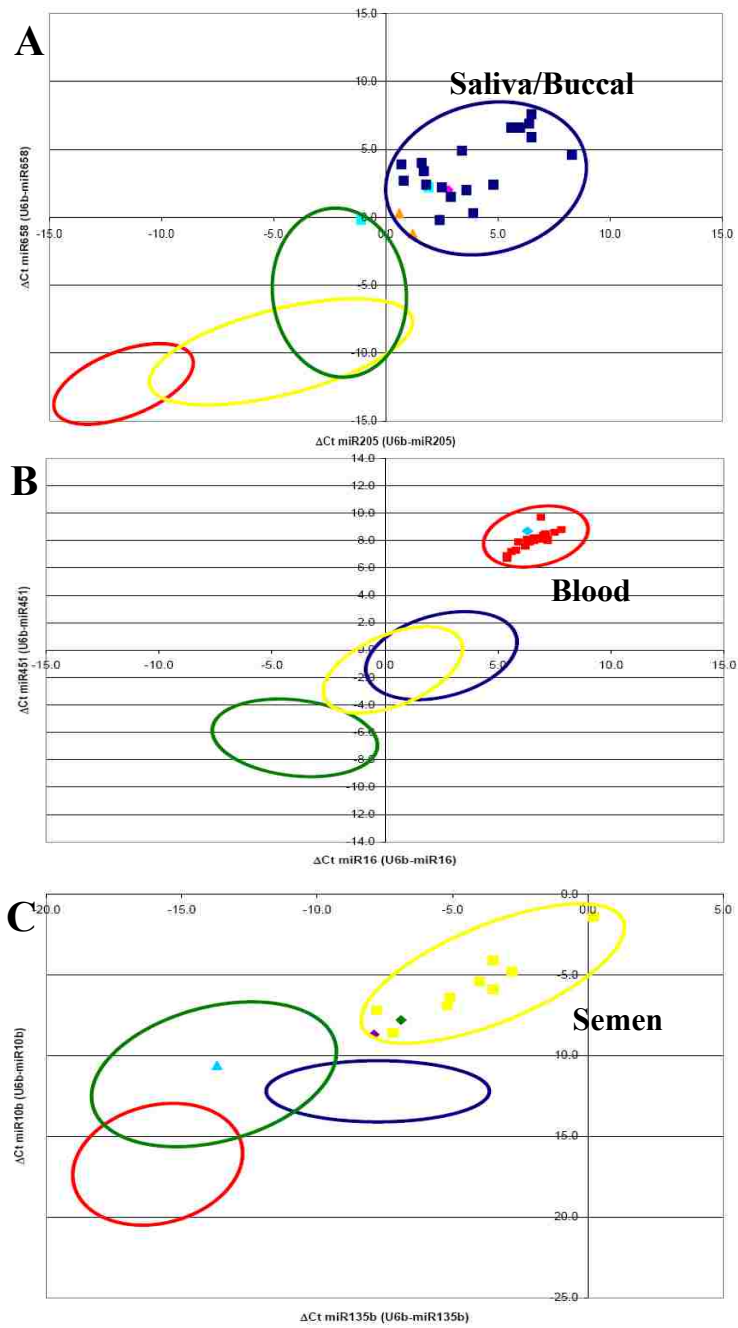 A
Saliva/Buccal
10.0
5.0
-15.0 -10.0 -5.0 0.0 5.0 10.0 15.0
-5.0
-10.0
-15.0
ΔCt miR658 (U6b-miR658)
ΔCt miR205 (U6b-miR205)
B
14.0
12.0
10.0
8.0
6.0
Blood
4.0
2.0
0.0
-15.0 -10.0 -5.0 0.0 5.0 10.0 15.0
-2.0
-4.0
-6.0
-8.0
-10.0
-12.0
-14.0
ΔCt miR451 (U6b-miR451)
ΔCt miR16 (U6b-miR16)
C
0.0
-20.0 -15.0 -10.0 -5.0 0.0 5.0
-5.0
Semen
-10.0
-15.0
-20.0
-25.0
ΔCt miR10b (U6b-miR10b)
ΔCt miR135b (U6b-miR135b)